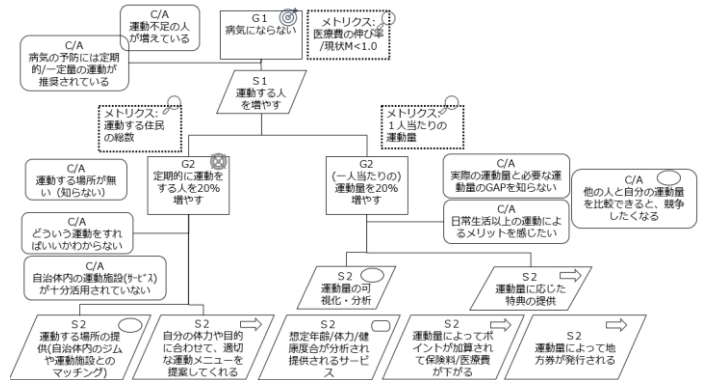 C/A
運動不足の人
が増えている
G1
病気にならない
メトリクス:
医療費の伸び率
/現状M<1.0
C/A
病気の予防には定期
的/一定量の運動が
推奨されている
S1
運動する人
を増やす
メトリクス:
運動する住民
の総数
メトリクス:
１人当たりの
運動量
C/A
運動する場所が無
い（知らない）
G2
定期的に運動を
する人を20%
増やす
G2
(一人当たりの)
運動量を20%
増やす
C/A
実際の運動量と必要な運
動量のGAPを知らない
C/A
他の人と自分の運動量
を比較できると、競争
したくなる
C/A
どういう運動をすれ
ばいいかわからない
C/A
日常生活以上の運動によ
るメリットを感じたい
C/A
自治体内の運動施設(ｻｰﾋﾞｽ)
が十分活用されていない
S２
運動量の可
視化・分析
S２
運動量に応じた
特典の提供
S２
運動する場所の提
供(自治体内のジム
や運動施設との
マッチング)
S２
自分の体力や目的
に合わせて、適切
な運動メニューを
提案してくれる
S２
想定年齢/体力/健
康度合が分析され
提供されるサービ
ス
S２
運動量によってポ
イントが加算され
て保険料/医療費
が下がる
S２
運動量によって地
方券が発行される